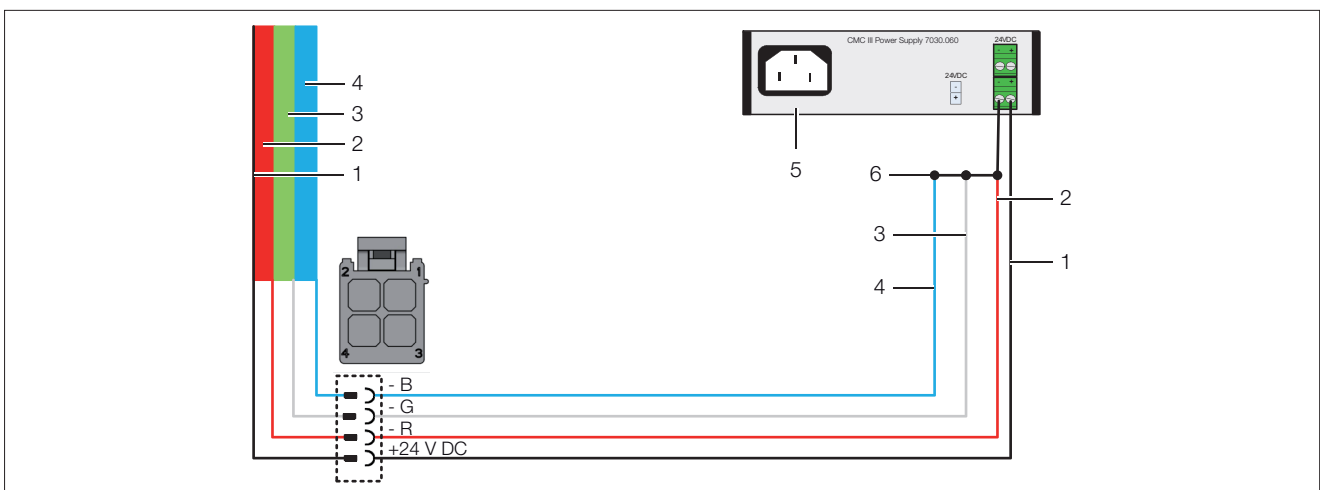 CMC III Power Supply 7030.060
24VDC
- +
24VDC
-
+
- +
4
3
2
1
5
6
2
3
1
4
2 1
4 3
- B
- G
- R
+24 V DC